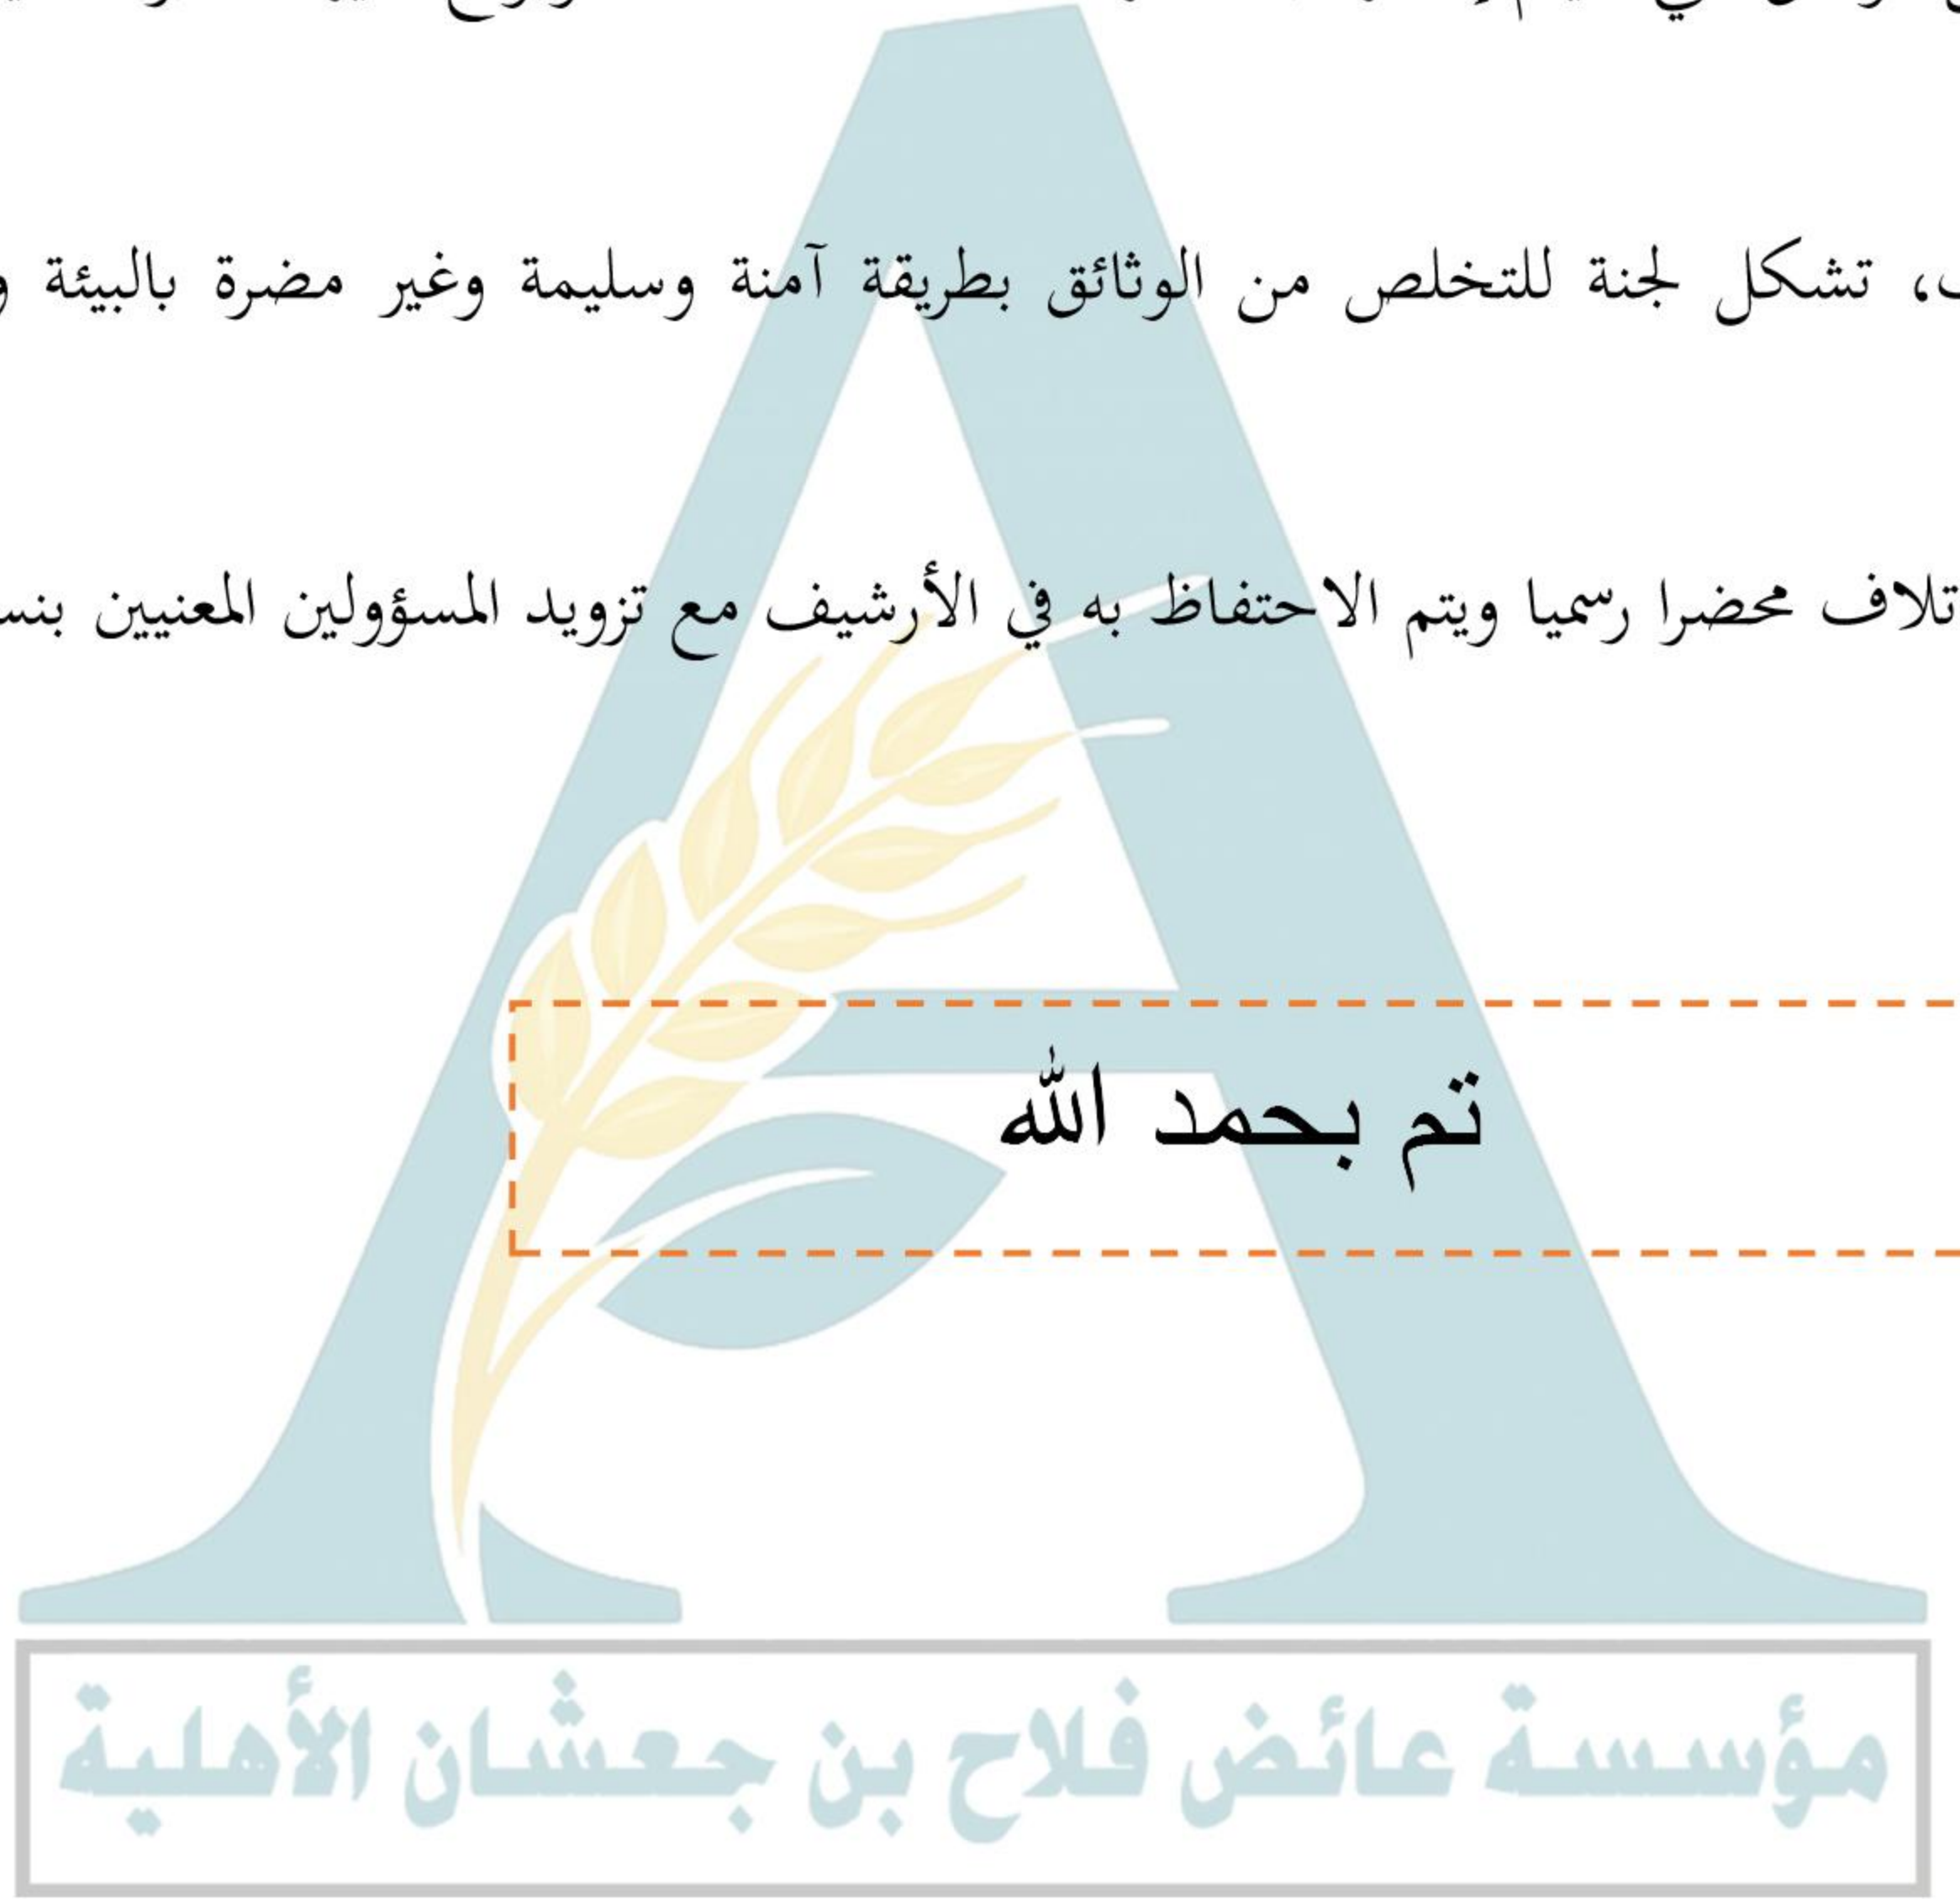 تشكل لجنة للتخلص من الوثائق بطريقة آمنة وسليمة وغير مضرة بالبيئة
تلاف محضرا رسميا ويتم الاحتفاظ به في الأرشيف مع تزويد المسؤولين المعنيين
تم بحمد الله
مؤسسة عائض فلاح بن جعشان الأهلية